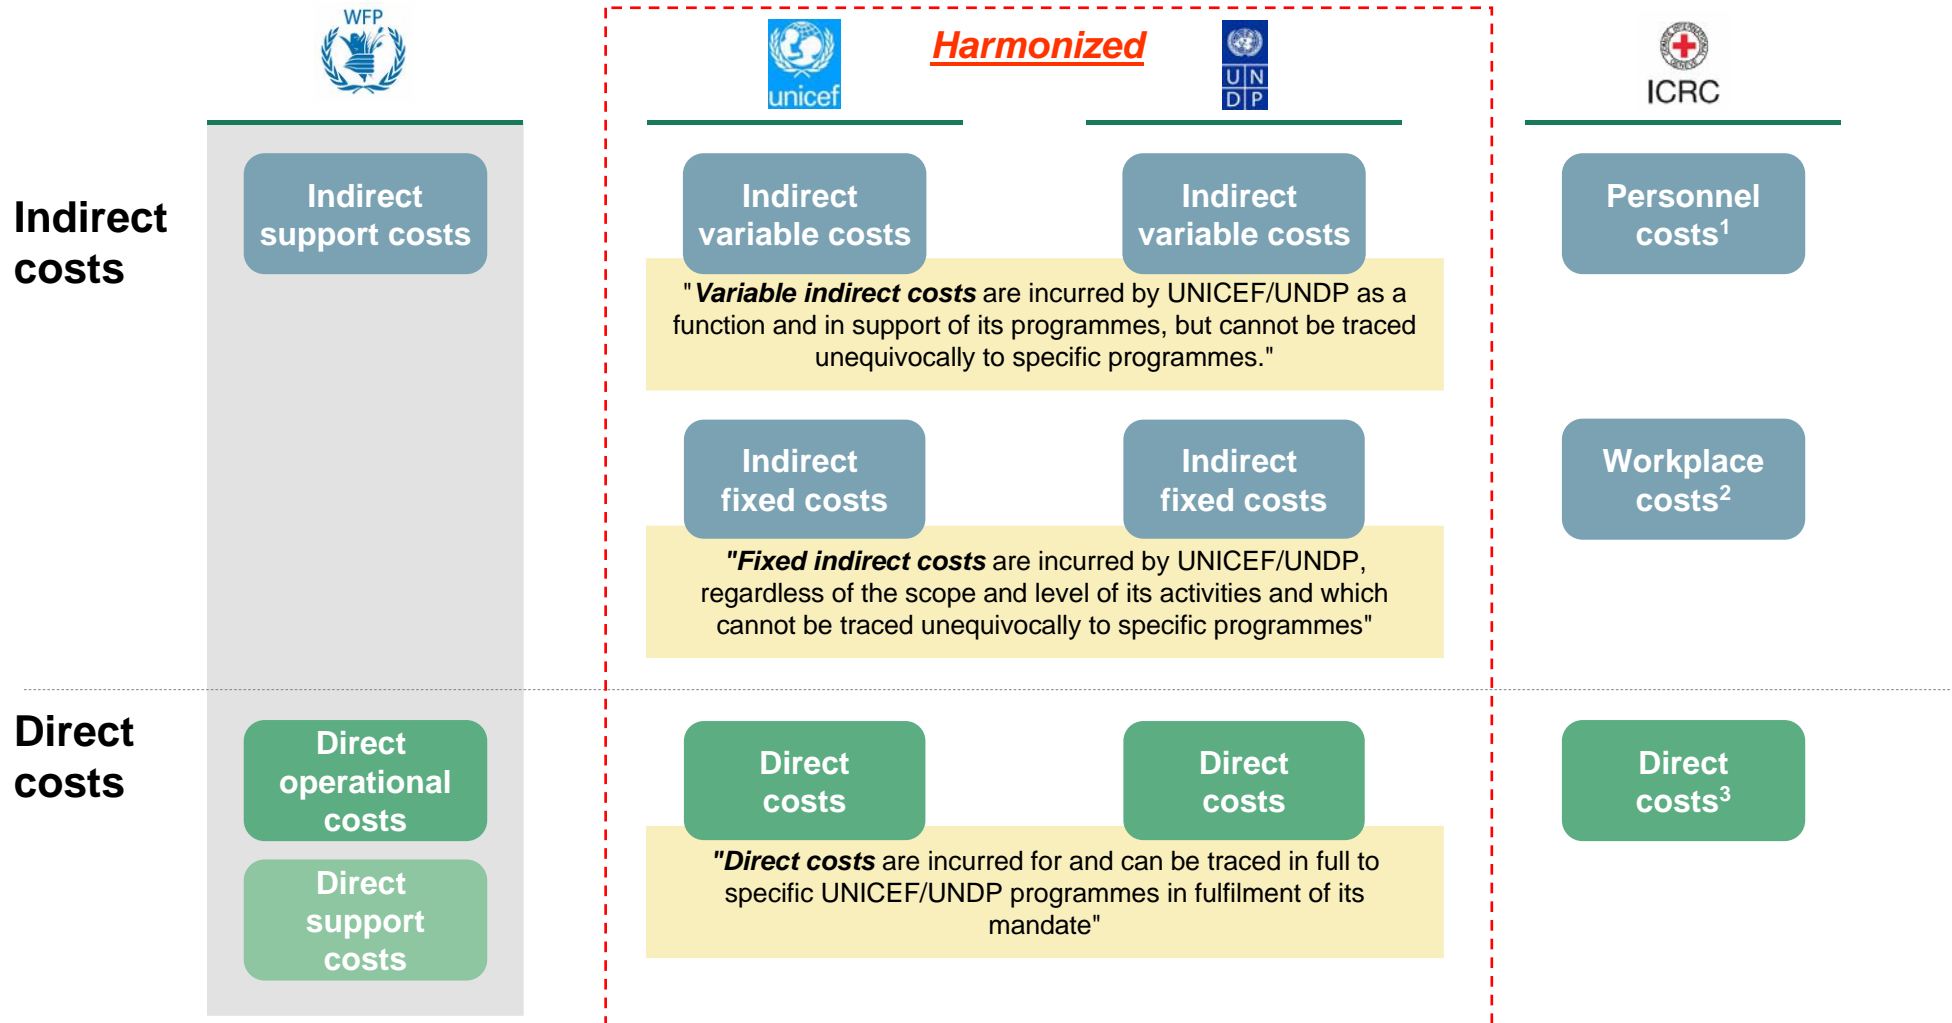 WFP
unicef
Harmonized
UN
DP
ICRC
Indirect
costs
Indirect
support costs
Indirect
variable costs
Indirect
variable costs
Personnel
costs¹
"Variable indirect costs are incurred by UNICEF/UNDP as a
function and in support of its programmes, but cannot be traced
unequivocally to specific programmes."
Indirect
fixed costs
Indirect
fixed costs
Workplace
costs²
"Fixed indirect costs are incurred by UNICEF/UNDP,
regardless of the scope and level of its activities and which
cannot be traced unequivocally to specific programmes"
Direct
costs
Direct
operational
costs
Direct
support
costs
Direct
costs
Direct
costs
Direct
costs³
"Direct costs are incurred for and can be traced in full to
specific UNICEF/UNDP programmes in fulfilment of its
mandate"